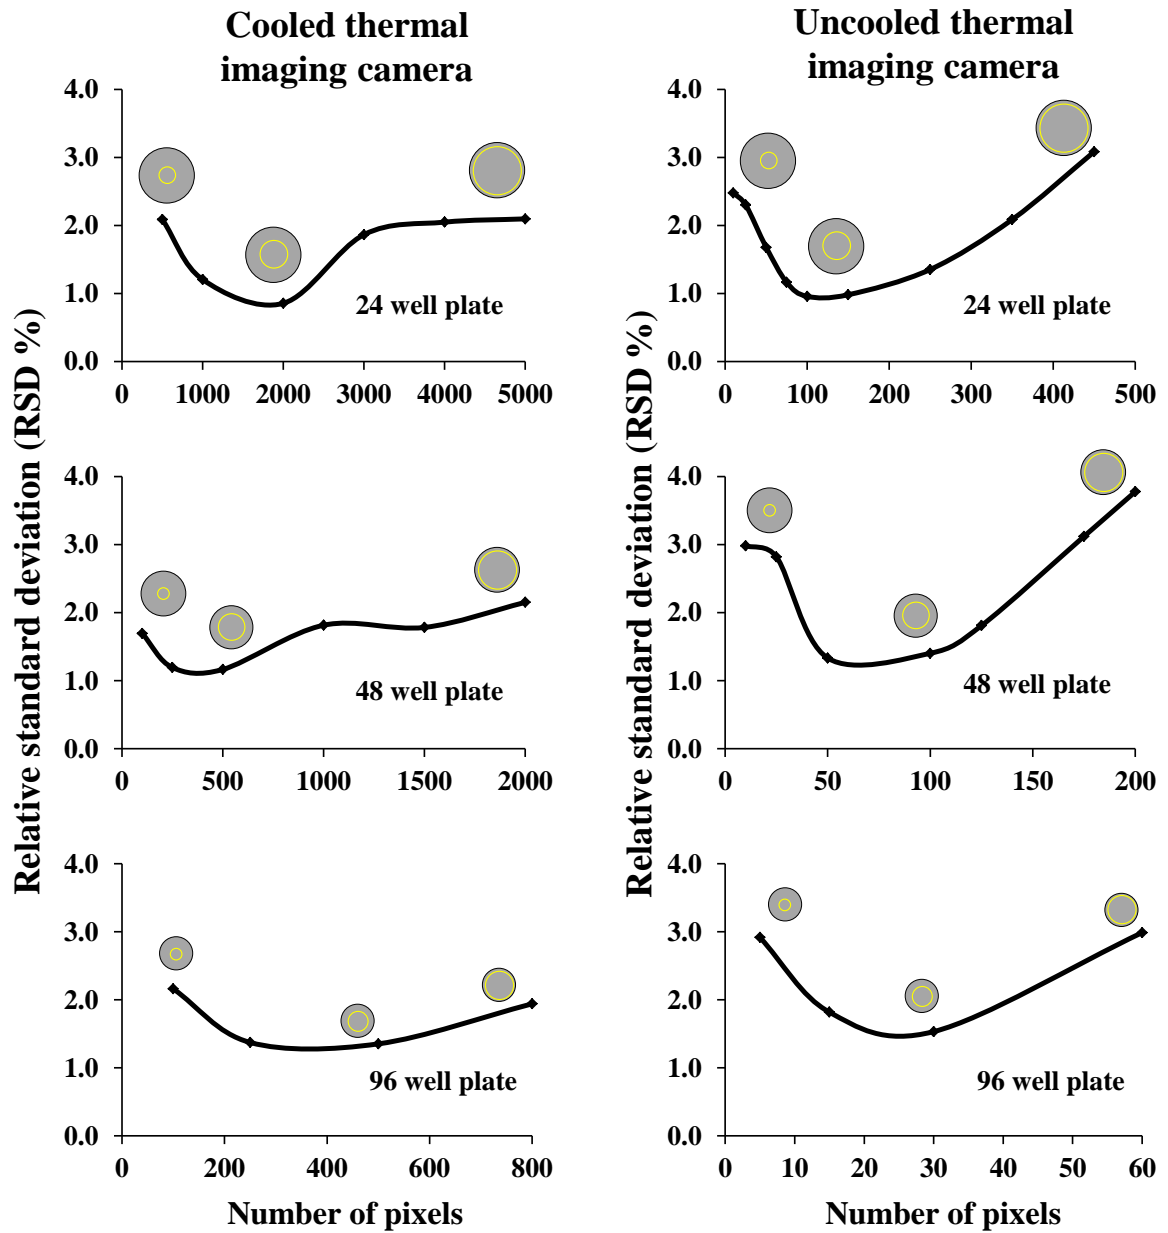 Cooled thermal
imaging camera
Uncooled thermal
imaging camera
Relative standard deviation (RSD %)
Relative standard deviation (RSD %)
4.0
3.0
2.0
1.0
0.0
24 well plate
0 1000 2000 3000 4000 5000
4.0
3.0
2.0
1.0
0.0
24 well plate
0 100 200 300 400 500
4.0
3.0
2.0
1.0
0.0
48 well plate
0 500 1000 1500 2000
4.0
3.0
2.0
1.0
0.0
48 well plate
0 50 100 150 200
4.0
3.0
2.0
1.0
0.0
96 well plate
0 200 400 600 800
Number of pixels
4.0
3.0
2.0
1.0
0.0
96 well plate
0 10 20 30 40 50 60
Number of pixels